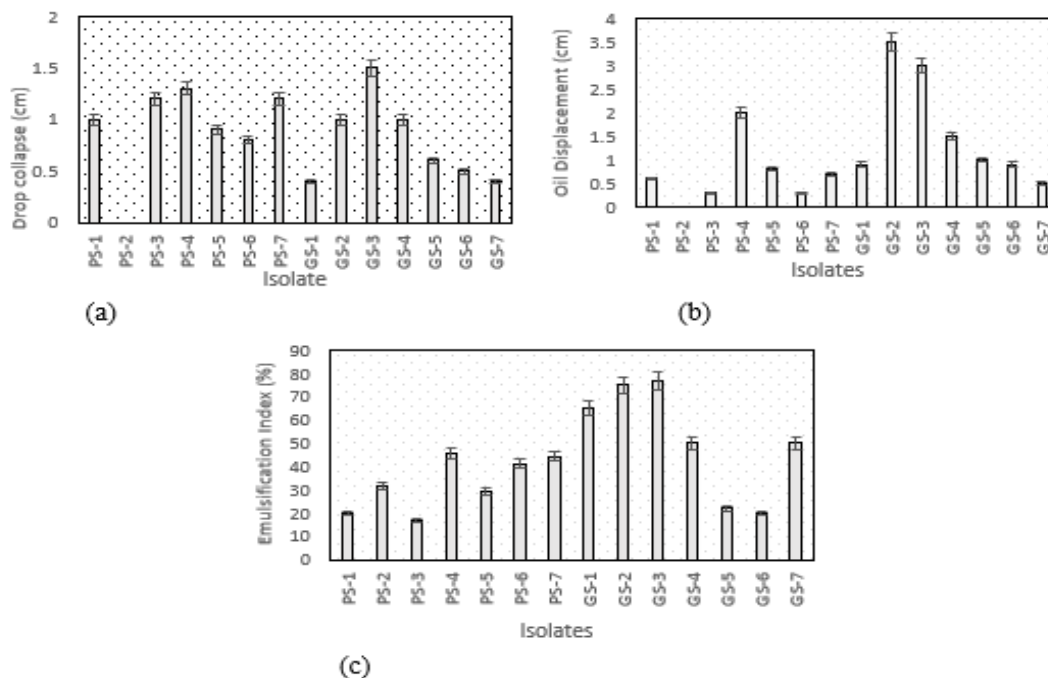 Drop collapse (cm)
2
1.5
1
0.5
0
PS-1 PS-2 PS-3 PS-4 PS-5 PS-6 PS-7 GS-1 GS-2 GS-3 GS-4 GS-5 GS-6 GS-7
Isolate
(a)
Oil Displacement (cm)
4
3.5
3
2.5
2
1.5
1
0.5
0
PS-1 PS-2 PS-3 PS-4 PS-5 PS-6 PS-7 GS-1 GS-2 GS-3 GS-4 GS-5 GS-6 GS-7
Isolates
(b)
Emulsification Index (%)
90
80
70
60
50
40
30
20
10
0
PS-1 PS-2 PS-3 PS-4 PS-5 PS-6 PS-7 GS-1 GS-2 GS-3 GS-4 GS-5 GS-6 GS-7
Isolates
(c)